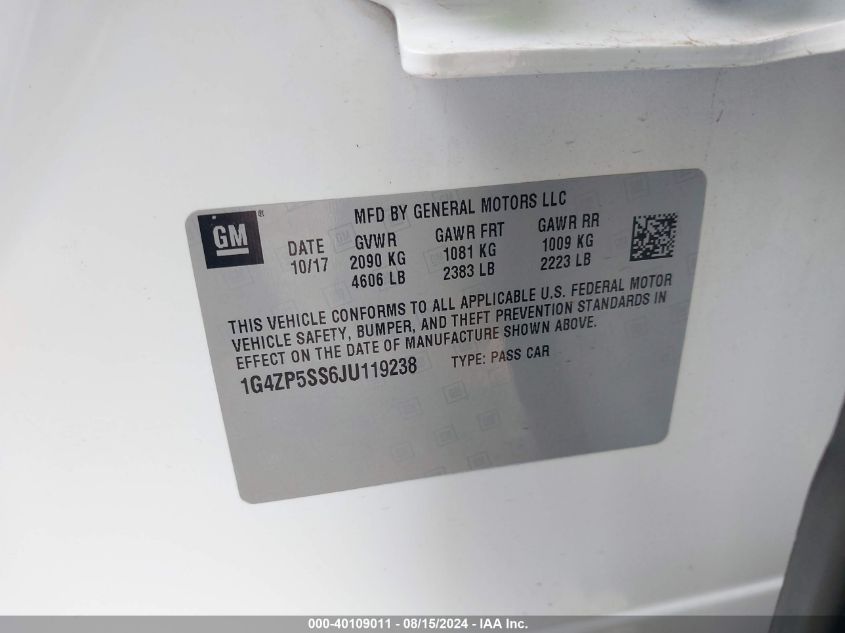 MFD BY GENERAL MOTORS LLC
GM®
DATE GVWR GAWR FRT GAWR RR
10/17 2090 KG 1081 KG 1009 KG
4606 LB 2383 LB 2223 LB
THIS VEHICLE CONFORMS TO ALL APPLICABLE U.S. FEDERAL MOTOR
VEHICLE SAFETY, BUMPER, AND THEFT PREVENTION STANDARDS IN
EFFECT ON THE DATE OF MANUFACTURE SHOWN ABOVE.
1G4ZP5SS6JU119238 TYPE: PASS CAR
000-40109011 - 08/15/2024 - IAA Inc.